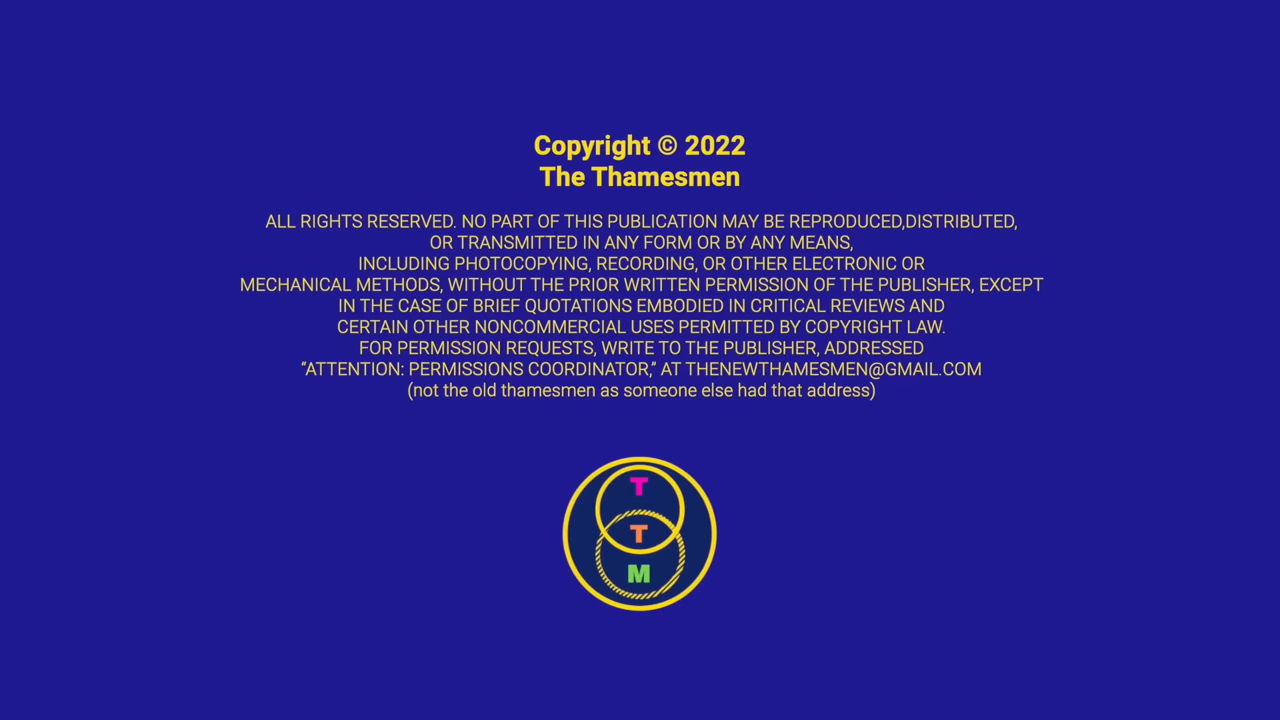 Copyright © 2022
The Thamesmen
ALL RIGHTS RESERVED. NO PART OF THIS PUBLICATION MAY BE REPRODUCED,DISTRIBUTED,
OR TRANSMITTED IN ANY FORM OR BY ANY MEANS,
INCLUDING PHOTOCOPYING, RECORDING, OR OTHER ELECTRONIC OR
MECHANICAL METHODS, WITHOUT THE PRIOR WRITTEN PERMISSION OF THE PUBLISHER, EXCEPT
IN THE CASE OF BRIEF QUOTATIONS EMBODIED IN CRITICAL REVIEWS AND
CERTAIN OTHER NONCOMMERCIAL USES PERMITTED BY COPYRIGHT LAW.
FOR PERMISSION REQUESTS, WRITE TO THE PUBLISHER, ADDRESSED
“ATTENTION: PERMISSIONS COORDINATOR,” AT THENEWTHAMESMEN@GMAIL.COM
(not the old thamesmen as someone else had that address)
T
T
M